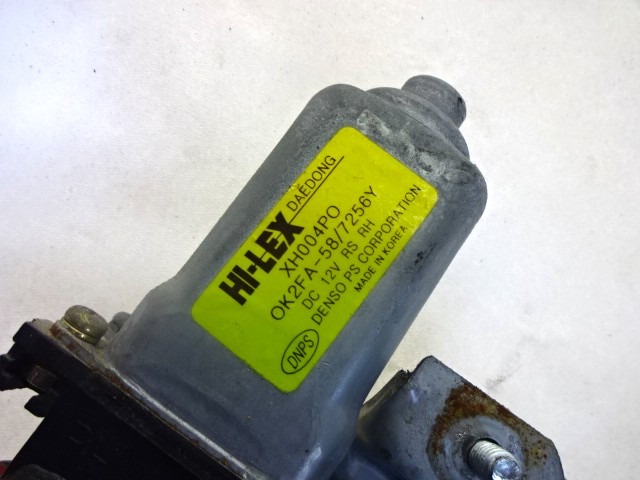 HI-LEX DAEDONG
XH004PO
OK2FA-58/7256Y
DC 12V RS RH
DNPS DENSO PS CORPORATION
MADE IN KOREA